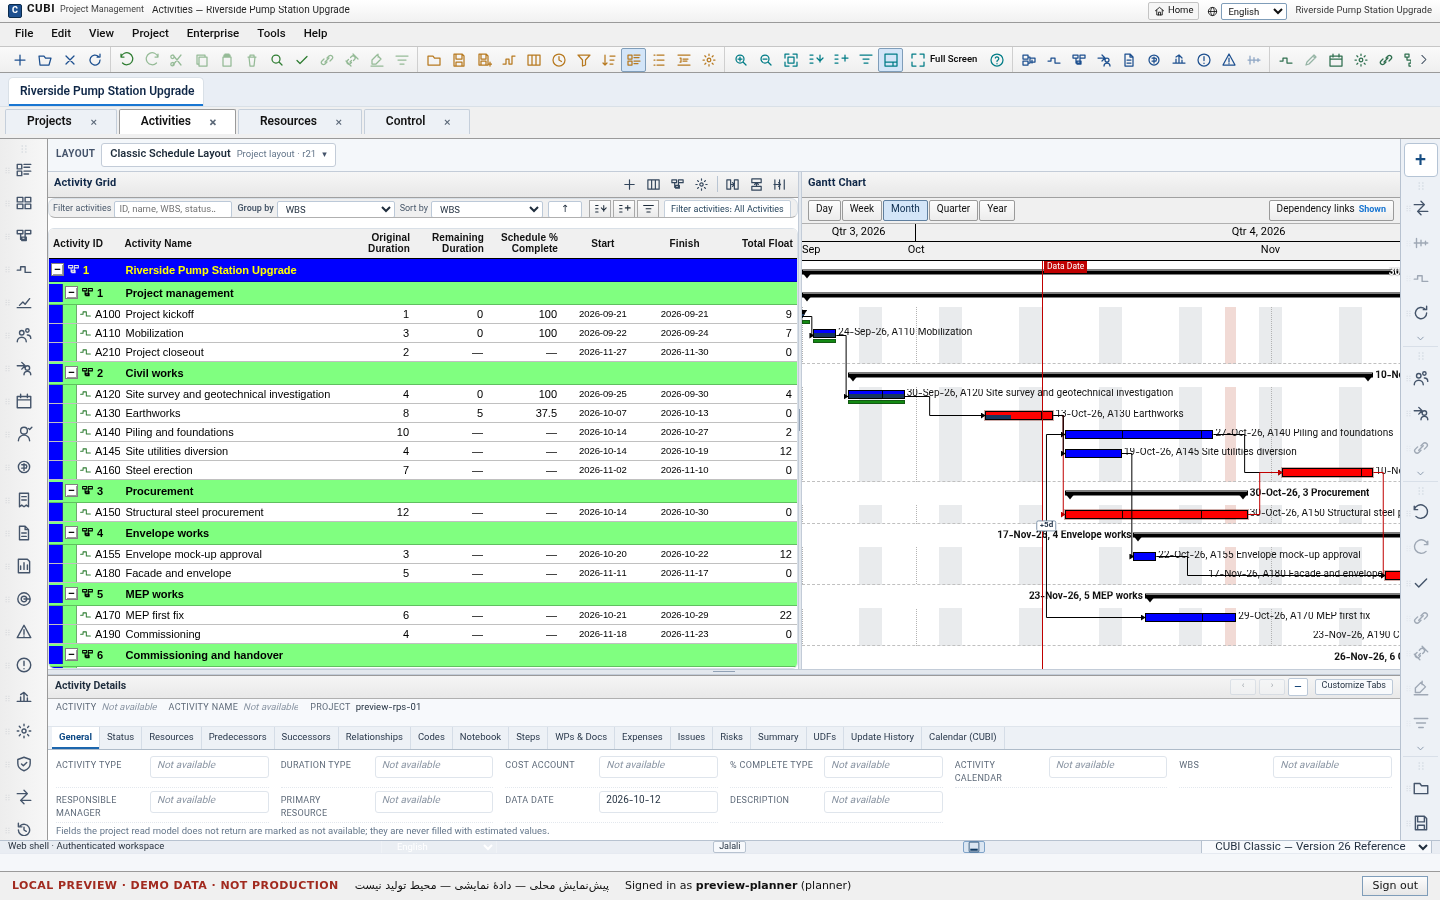 C CUBI Project Management Activities — Riverside Pump Station Upgrade Home English Riverside Pump Station Upgrade
File Edit View Project Enterprise Tools Help
Full Screen
Riverside Pump Station Upgrade
Projects × Activities × Resources × Control ×
LAYOUT Classic Schedule Layout Project layout · r21
Activity Grid
Filter activities ID, name, WBS, status.. Group by WBS Sort by WBS ↑ Filter activities: All Activities
Activity ID Activity Name Original Duration Remaining Duration Schedule % Complete Start Finish Total Float
1 Riverside Pump Station Upgrade
1 Project management
A100 Project kickoff 1 0 100 2026-09-21 2026-09-21 9
A110 Mobilization 3 0 100 2026-09-22 2026-09-24 7
A210 Project closeout 2 — — 2026-11-27 2026-11-30 0
2 Civil works
A120 Site survey and geotechnical investigation 4 0 100 2026-09-25 2026-09-30 4
A130 Earthworks 8 5 37.5 2026-10-07 2026-10-13 0
A140 Piling and foundations 10 — — 2026-10-14 2026-10-27 2
A145 Site utilities diversion 4 — — 2026-10-14 2026-10-19 12
A160 Steel erection 7 — — 2026-11-02 2026-11-10 0
3 Procurement
A150 Structural steel procurement 12 — — 2026-10-14 2026-10-30 0
4 Envelope works
A155 Envelope mock-up approval 3 — — 2026-10-20 2026-10-22 12
A180 Facade and envelope 5 — — 2026-11-11 2026-11-17 0
5 MEP works
A170 MEP first fix 6 — — 2026-10-21 2026-10-29 22
A190 Commissioning 4 — — 2026-11-18 2026-11-23 0
6 Commissioning and handover
Gantt Chart
Day Week Month Quarter Year Dependency links Shown
Qtr 3, 2026 Qtr 4, 2026
Sep Oct Nov
Data Date
30
24-Sep-26, A110 Mobilization
10-N
30-Sep-26, A120 Site survey and geotechnical investigation
13-Oct-26, A130 Earthworks
27-Oct-26, A140 Piling and foundations
19-Oct-26, A145 Site utilities diversion
10-N
30-Oct-26, 3 Procurement
30-Oct-26, A150 Structural steel p
+5d
17-Nov-26, 4 Envelope works
22-Oct-26, A155 Envelope mock-up approval
17-Nov-26, A180 Facade and envelope
23-Nov-26, 5 MEP works
29-Oct-26, A170 MEP first fix
23-Nov-26, A190 C
26-Nov-26, 6 C
Activity Details Customize Tabs
ACTIVITY Not available ACTIVITY NAME Not available PROJECT preview-rps-01
General Status Resources Predecessors Successors Relationships Codes Notebook Steps WPs & Docs Expenses Issues Risks Summary UDFs Update History Calendar (CUBI)
ACTIVITY TYPE Not available DURATION TYPE Not available COST ACCOUNT Not available % COMPLETE TYPE Not available ACTIVITY CALENDAR Not available WBS Not available
RESPONSIBLE MANAGER Not available PRIMARY RESOURCE Not available DATA DATE 2026-10-12 DESCRIPTION Not available
Fields the project read model does not return are marked as not available; they are never filled with estimated values.
Web shell · Authenticated workspace English Jalali CUBI Classic — Version 26 Reference
LOCAL PREVIEW · DEMO DATA · NOT PRODUCTION پیش‌نمایش محلی — دادهٔ نمایشی — محیط تولید نیست Signed in as preview-planner (planner) Sign out